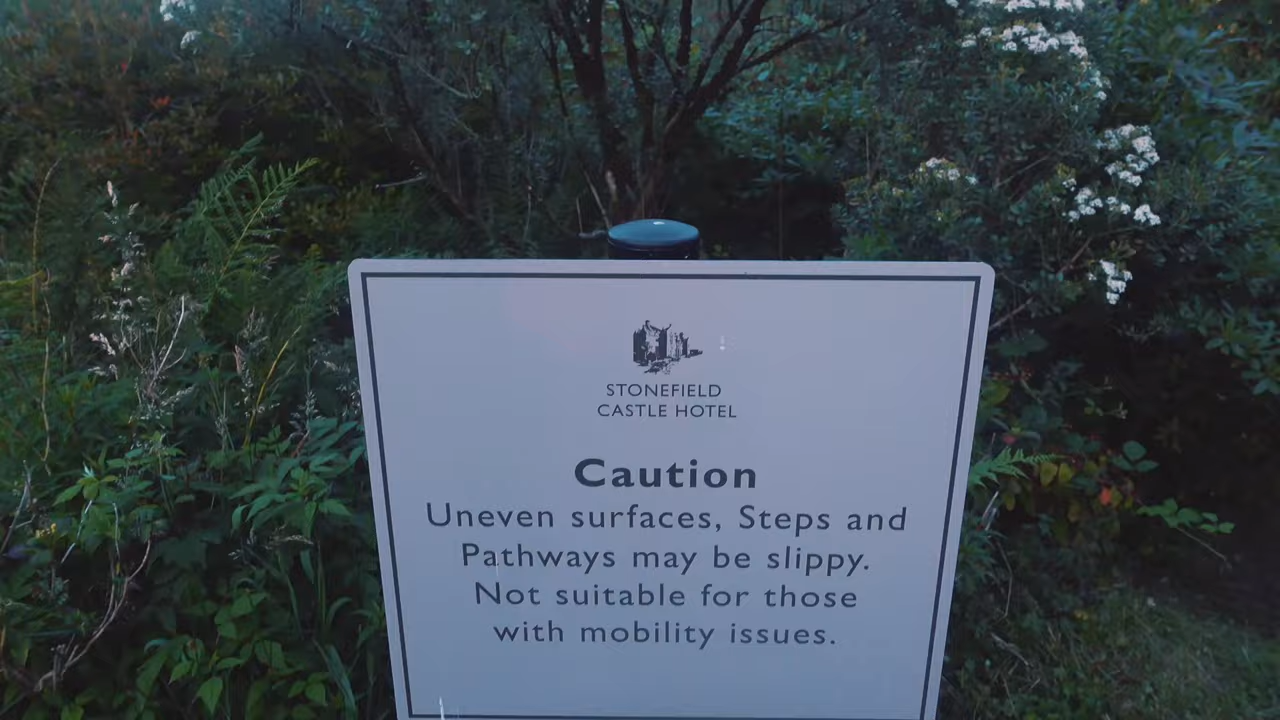 STONEFIELD
CASTLE HOTEL
Caution
Uneven surfaces, Steps and
Pathways may be slippy.
Not suitable for those
with mobility issues.